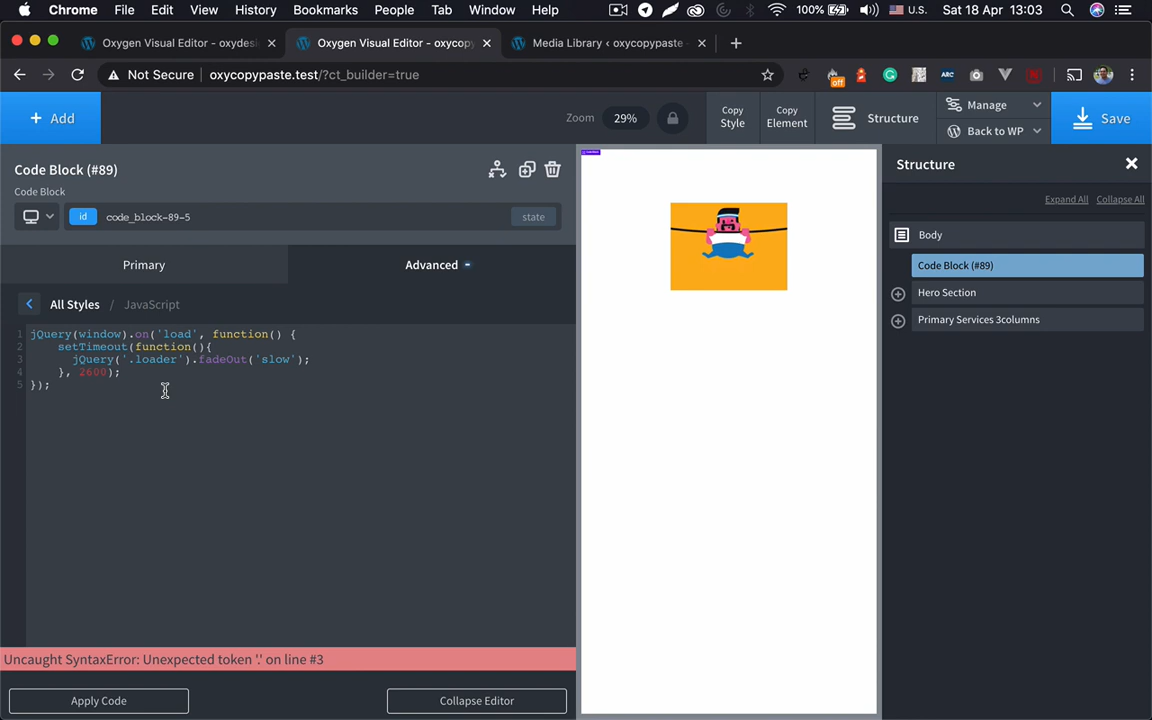 Chrome File Edit View History Bookmarks People Tab Window Help 100% U.S. Sat 18 Apr 13:03
Oxygen Visual Editor - oxydesi
Oxygen Visual Editor - oxycopy
Media Library ‹ oxycopypaste
Not Secure oxycopypaste.test/?ct_builder=true
off
ARC
+ Add
Zoom 29%
Copy Style
Copy Element
Structure
Manage
Back to WP
Save
Code Block (#89)
Code Block
id code_block-89-5 state
Primary Advanced
All Styles / JavaScript
1 jQuery(window).on('load', function() {
2 setTimeout(function(){
3 jQuery('.loader').fadeOut('slow');
4 }, 2600);
5 });
Uncaught SyntaxError: Unexpected token '.' on line #3
Apply Code Collapse Editor
Structure
Expand All Collapse All
Body
Code Block (#89)
Hero Section
Primary Services 3columns